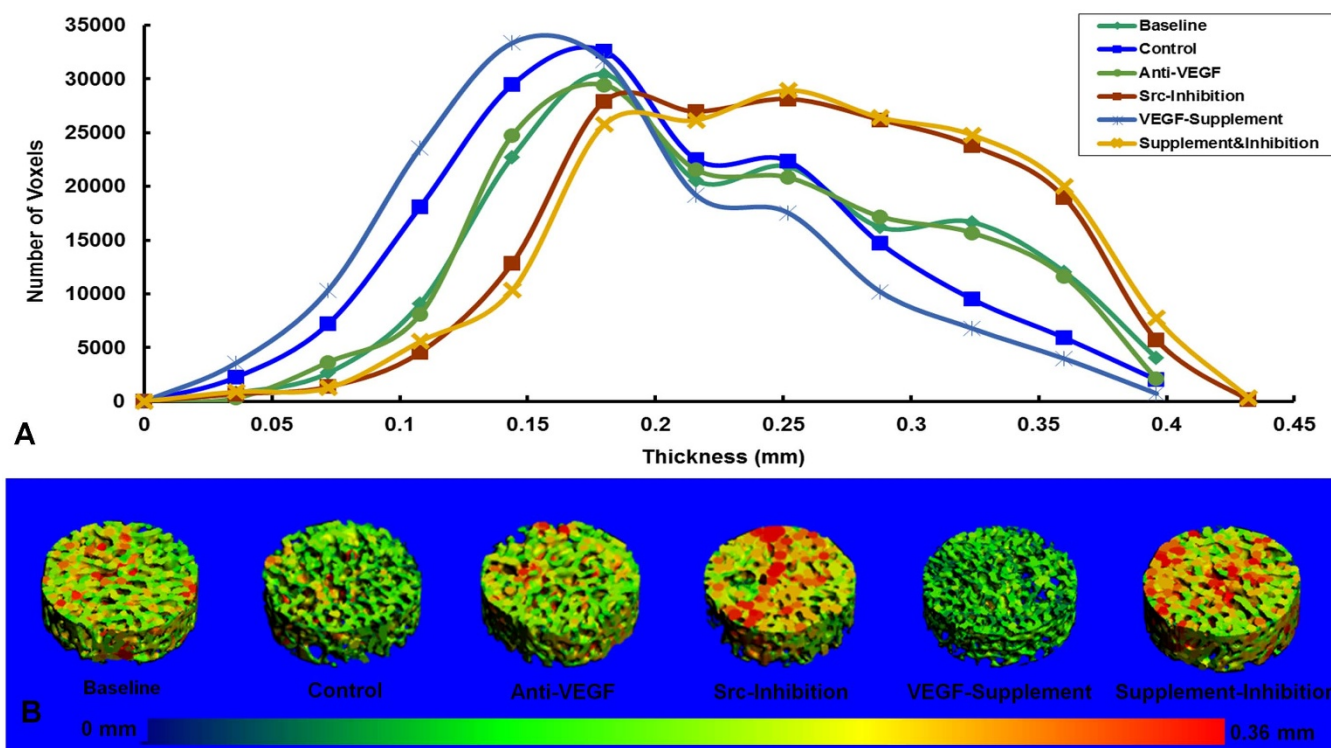 35000
30000
25000
20000
15000
10000
5000
0
Number of Voxels
0 0.05 0.1 0.15 0.2 0.25 0.3 0.35 0.4 0.45
Thickness (mm)
Baseline
Control
Anti-VEGF
Src-Inhibition
VEGF-Supplement
Supplement&Inhibition
A
Baseline Control Anti-VEGF Src-Inhibition VEGF-Supplement Supplement-Inhibition
B
0 mm 0.36 mm